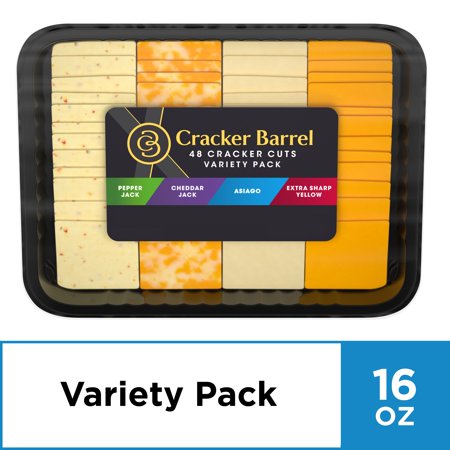 Cracker Barrel
48 CRACKER CUTS
VARIETY PACK
PEPPER
JACK
CHEDDAR
JACK
ASIAGO
EXTRA SHARP
YELLOW
Variety Pack
16
OZ